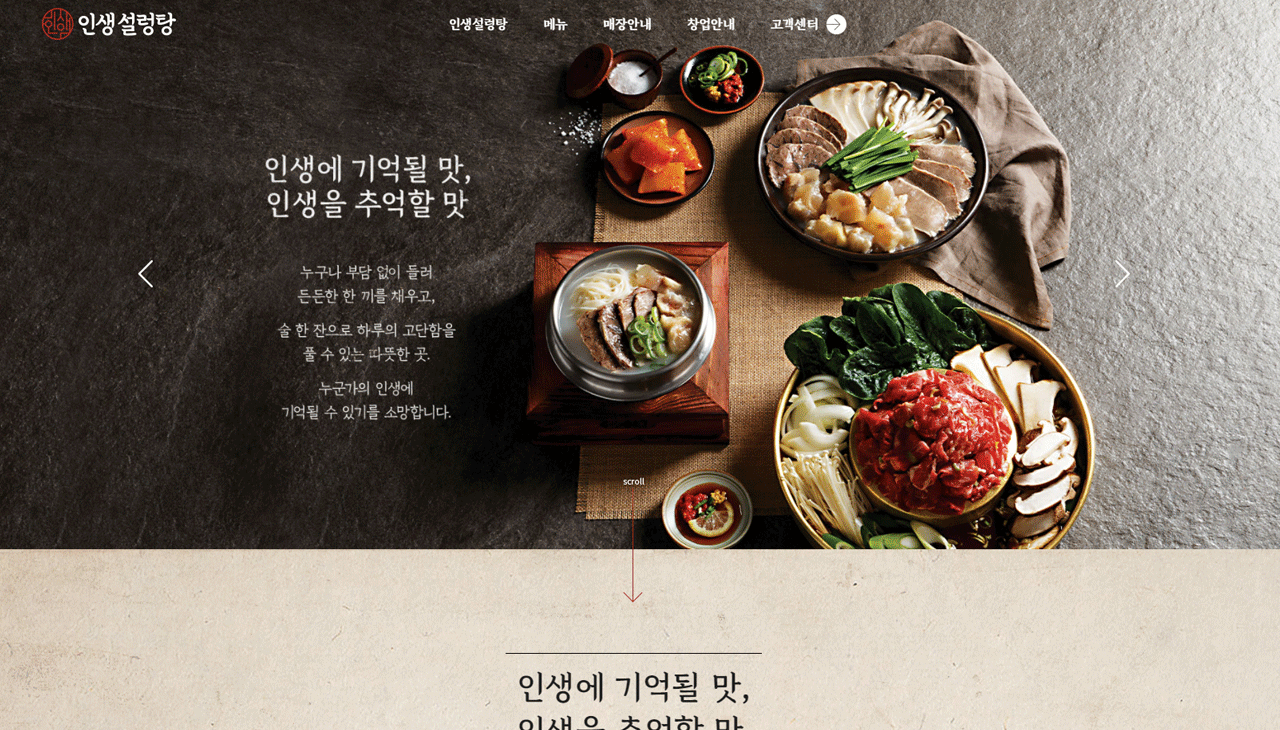 인생설렁탕
인생설렁탕
메뉴
매장안내
창업안내
고객센터
인생에 기억될 맛,
인생을 추억할 맛
누구나 부담 없이 들러
든든한 한 끼를 채우고,
술 한 잔으로 하루의 고단함을
풀 수 있는 따뜻한 곳.
누군가의 인생에
기억될 수 있기를 소망합니다.
scroll
인생에 기억될 맛,
인생을 추억할 맛